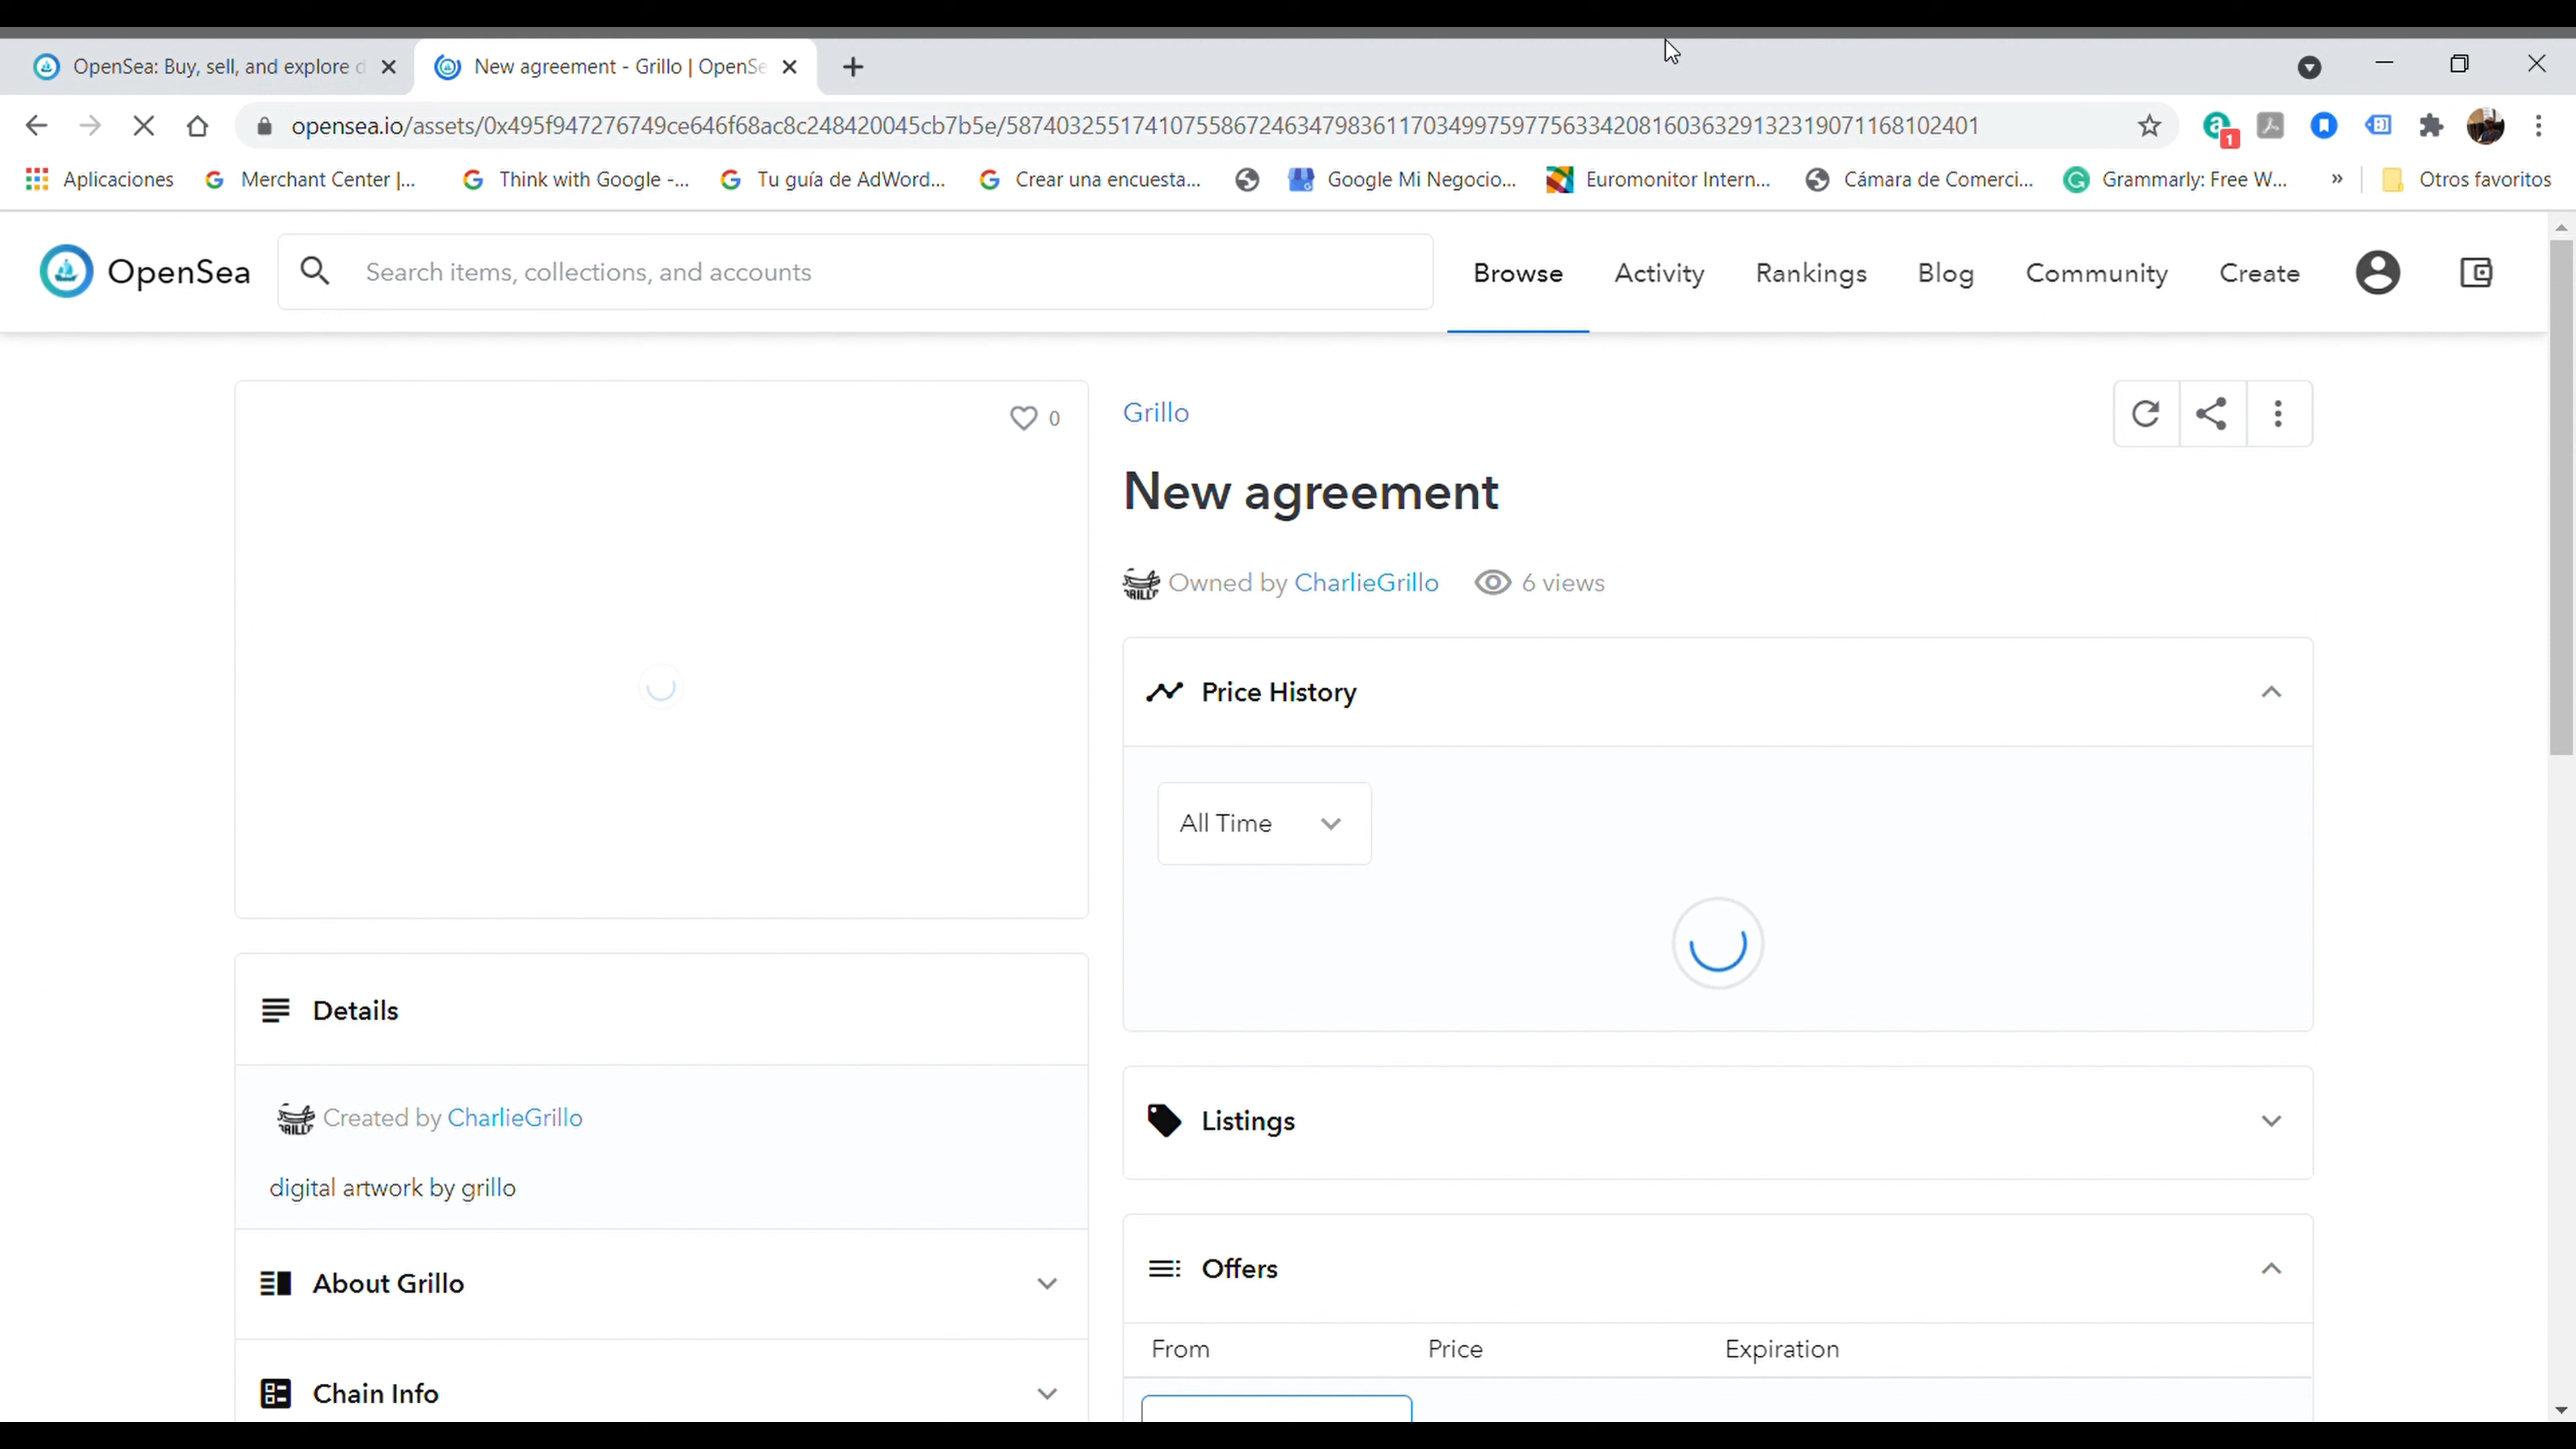 OpenSea: Buy, sell, and explore d
New agreement - Grillo | OpenSe
opensea.io/assets/0x495f947276749ce646f68ac8c248420045cb7b5e/58740325517410755867246347983611703499759775633420816036329132319071168102401
1
Aplicaciones
Merchant Center |...
Think with Google -...
Tu guía de AdWord...
Crear una encuesta...
Google Mi Negocio...
Euromonitor Intern...
Cámara de Comerci...
Grammarly: Free W...
»
Otros favoritos
OpenSea
Search items, collections, and accounts
Browse
Activity
Rankings
Blog
Community
Create
0
Grillo
New agreement
Owned by CharlieGrillo
6 views
Price History
All Time
Details
Created by CharlieGrillo
digital artwork by grillo
About Grillo
Chain Info
Listings
Offers
From
Price
Expiration